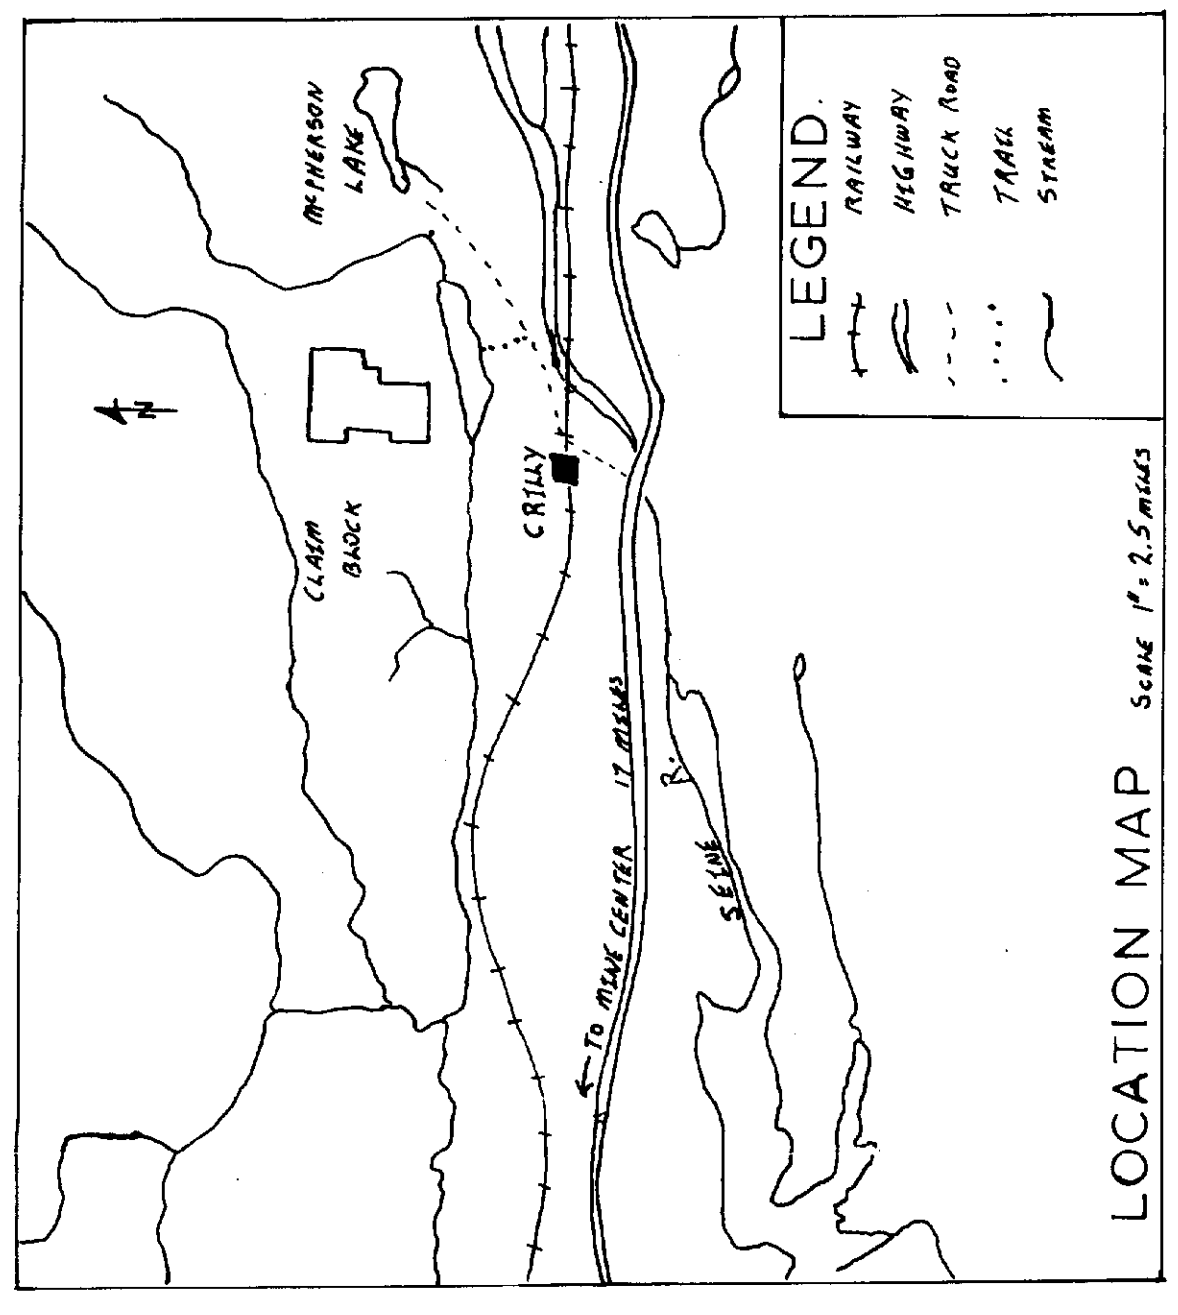 McPHERSON
LAKE
N
CLAIM
BLOCK
CRILLY
← TO MINE CENTER 17 MILES
SEINE R.
LEGEND.
RAILWAY
HIGHWAY
TRUCK ROAD
TRAIL
STREAM
LOCATION MAP SCALE 1" = 2.5 MILES